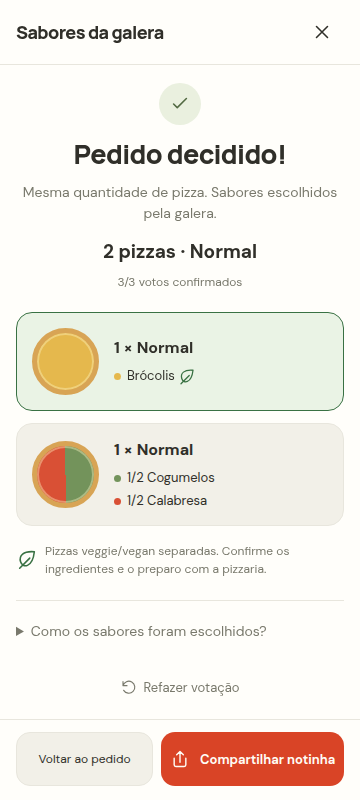 Sabores da galera
Pedido decidido!
Mesma quantidade de pizza. Sabores escolhidos
pela galera.
2 pizzas · Normal
3/3 votos confirmados
1 × Normal
Brócolis
1 × Normal
1/2 Cogumelos
1/2 Calabresa
Pizzas veggie/vegan separadas. Confirme os
ingredientes e o preparo com a pizzaria.
Como os sabores foram escolhidos?
Refazer votação
Voltar ao pedido
Compartilhar notinha